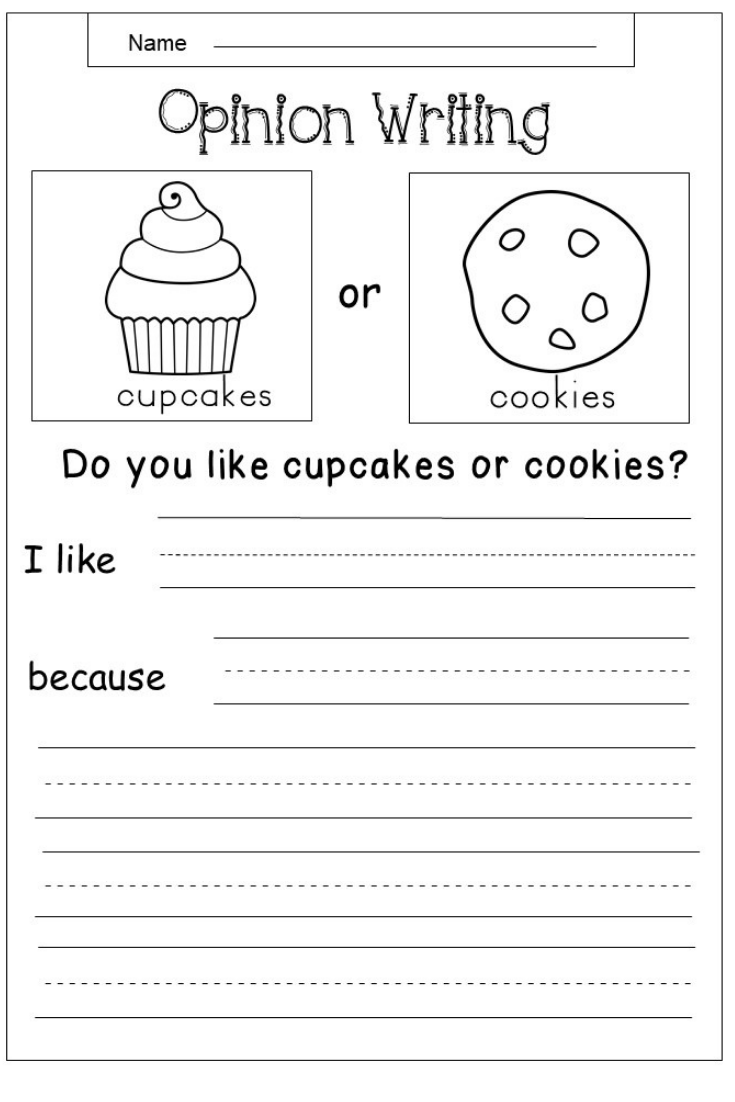 Name
Opinion Writing
or
cupcakes
cookies
Do you like cupcakes or cookies?
I like
because